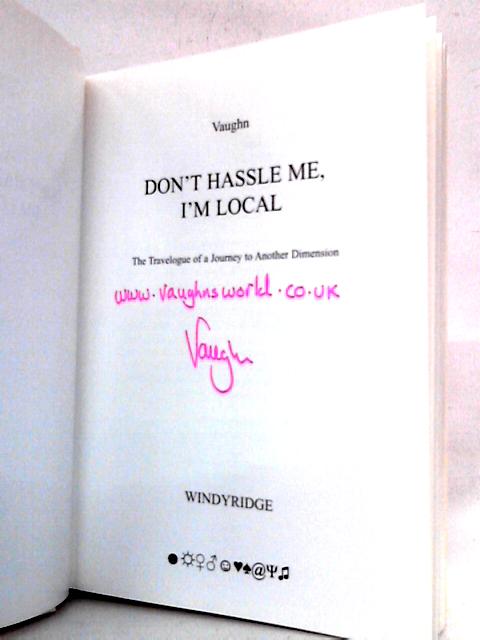 Vaughn
DON'T HASSLE ME,
I'M LOCAL
The Travelogue of a Journey to Another Dimension
www.vaughnsworld.co.uk
Vaughn
WINDYRIDGE
●☼♀♂☺♥♠@Ψ♫